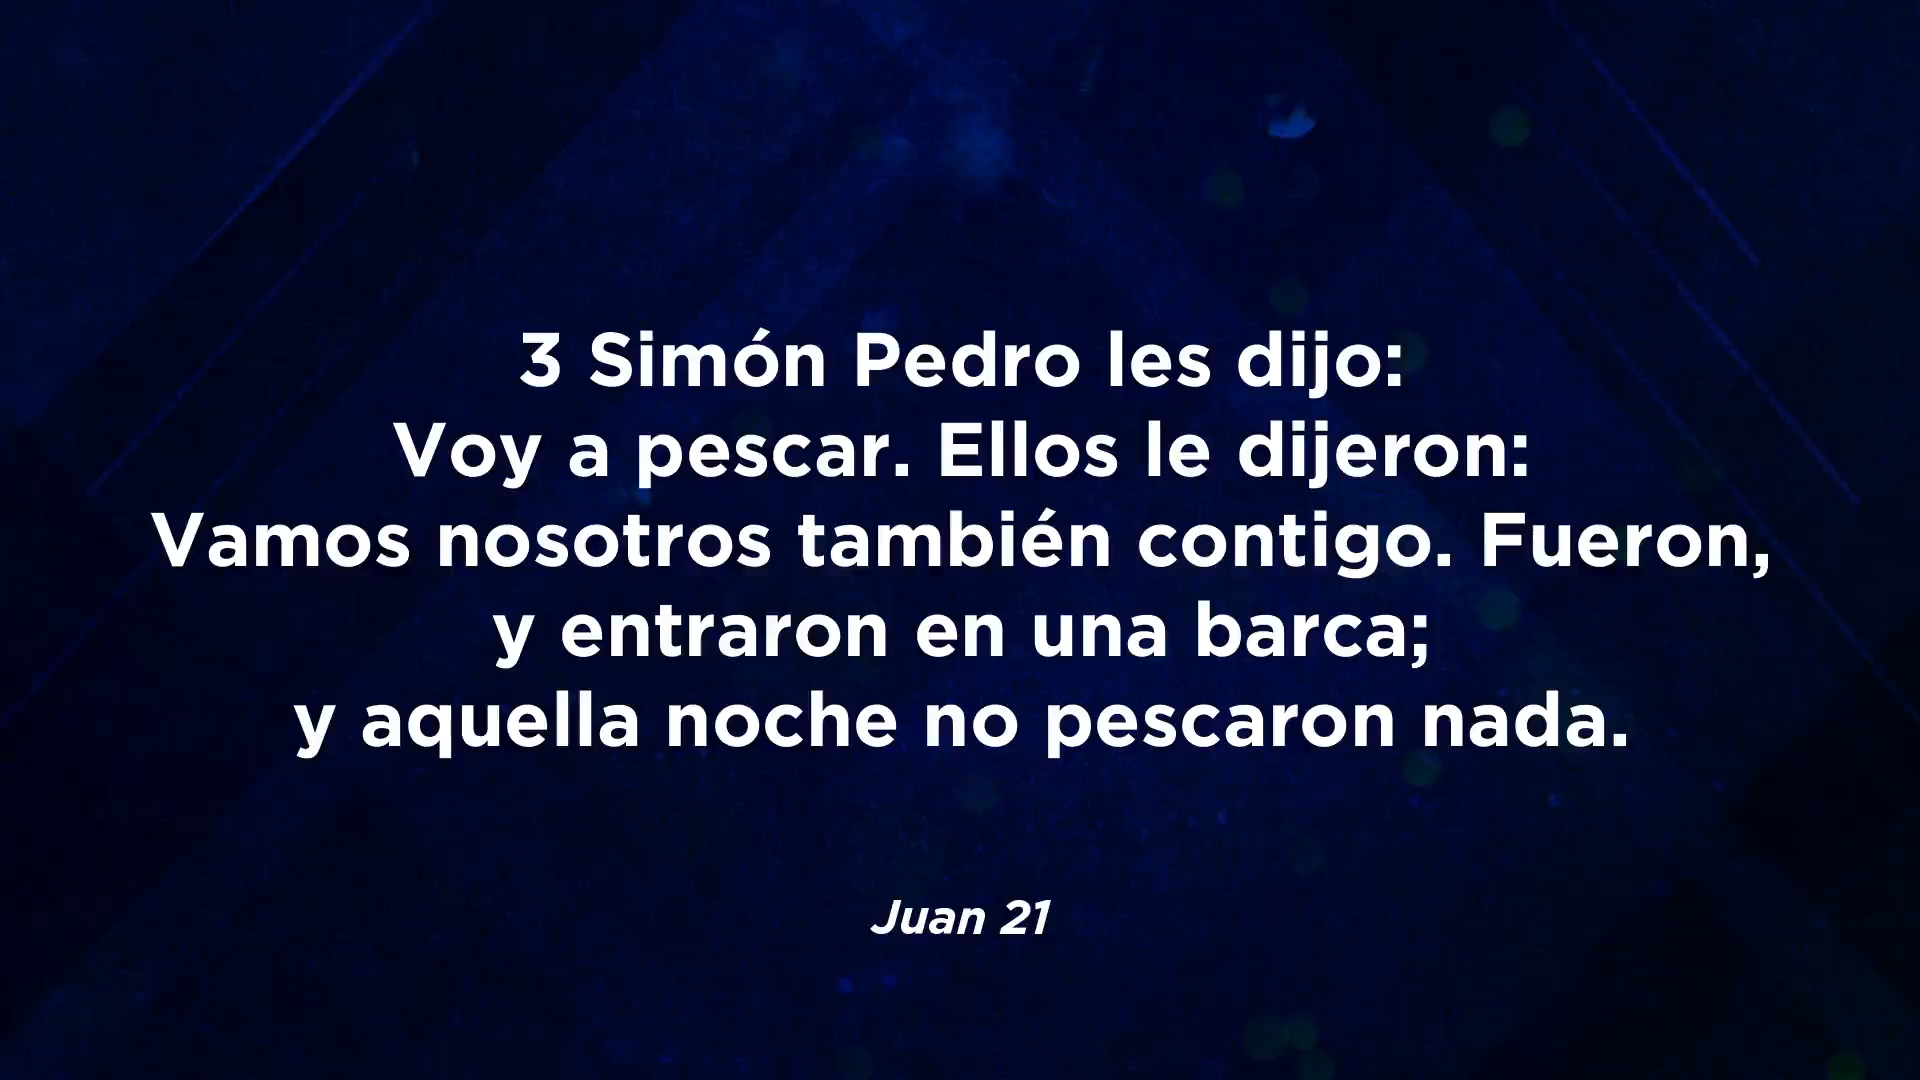 3 Simón Pedro les dijo:
Voy a pescar. Ellos le dijeron:
Vamos nosotros también contigo. Fueron,
y entraron en una barca;
y aquella noche no pescaron nada.
Juan 21